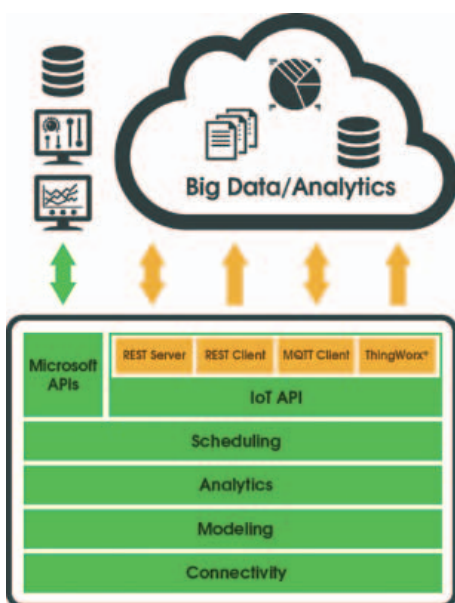 Big Data/Analytics
Microsoft
APIs
REST Server
REST Client
MQTT Client
ThingWorx*
IoT API
Scheduling
Analytics
Modeling
Connectivity